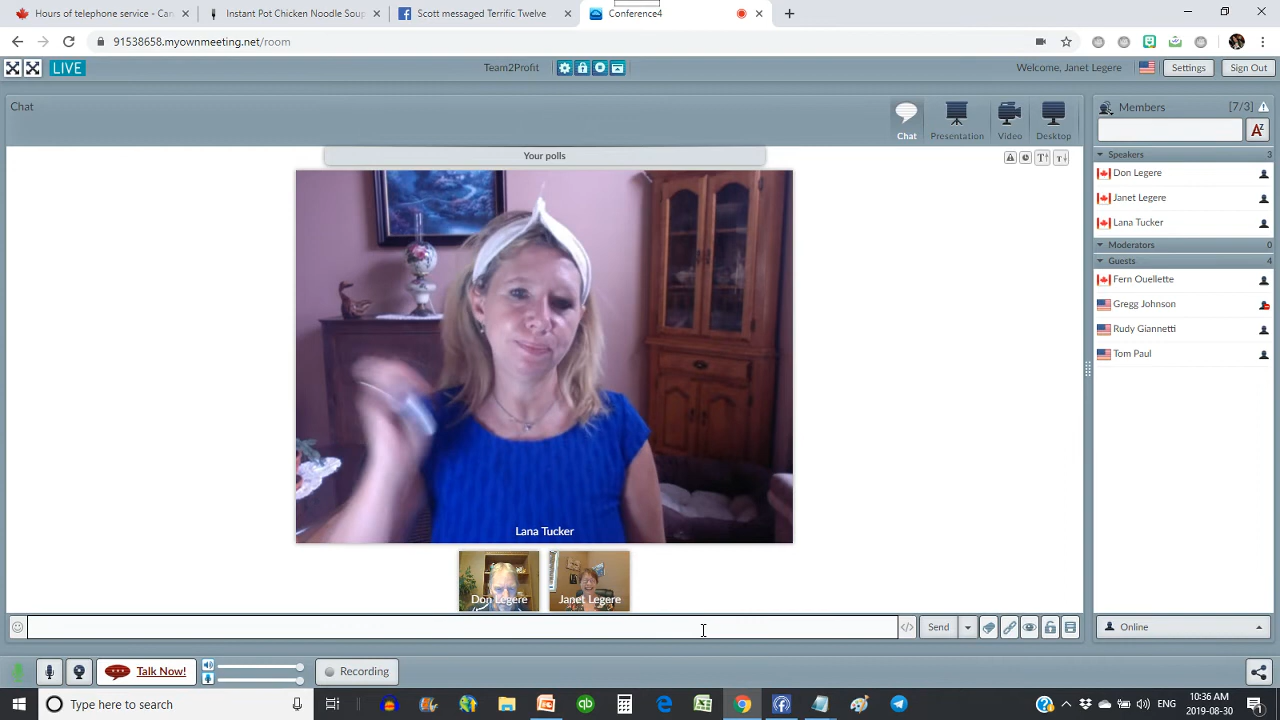 Hours of telephone service - Can
Instant Pot Chicken Noodle Soup
Scott messaged Terrific Twelve
Conference4
91538658.myownmeeting.net/room
LIVE
Team2Profit
Welcome, Janet Legere
Settings
Sign Out
Chat
Chat
Presentation
Video
Desktop
Members
[7/3]
Your polls
Speakers 3
Don Legere
Janet Legere
Lana Tucker
Moderators 0
Guests 4
Fern Ouellette
Gregg Johnson
Rudy Giannetti
Tom Paul
Lana Tucker
Don Legere
Janet Legere
Send
Online
Talk Now!
Recording
Type here to search
10:36 AM
2019-08-30